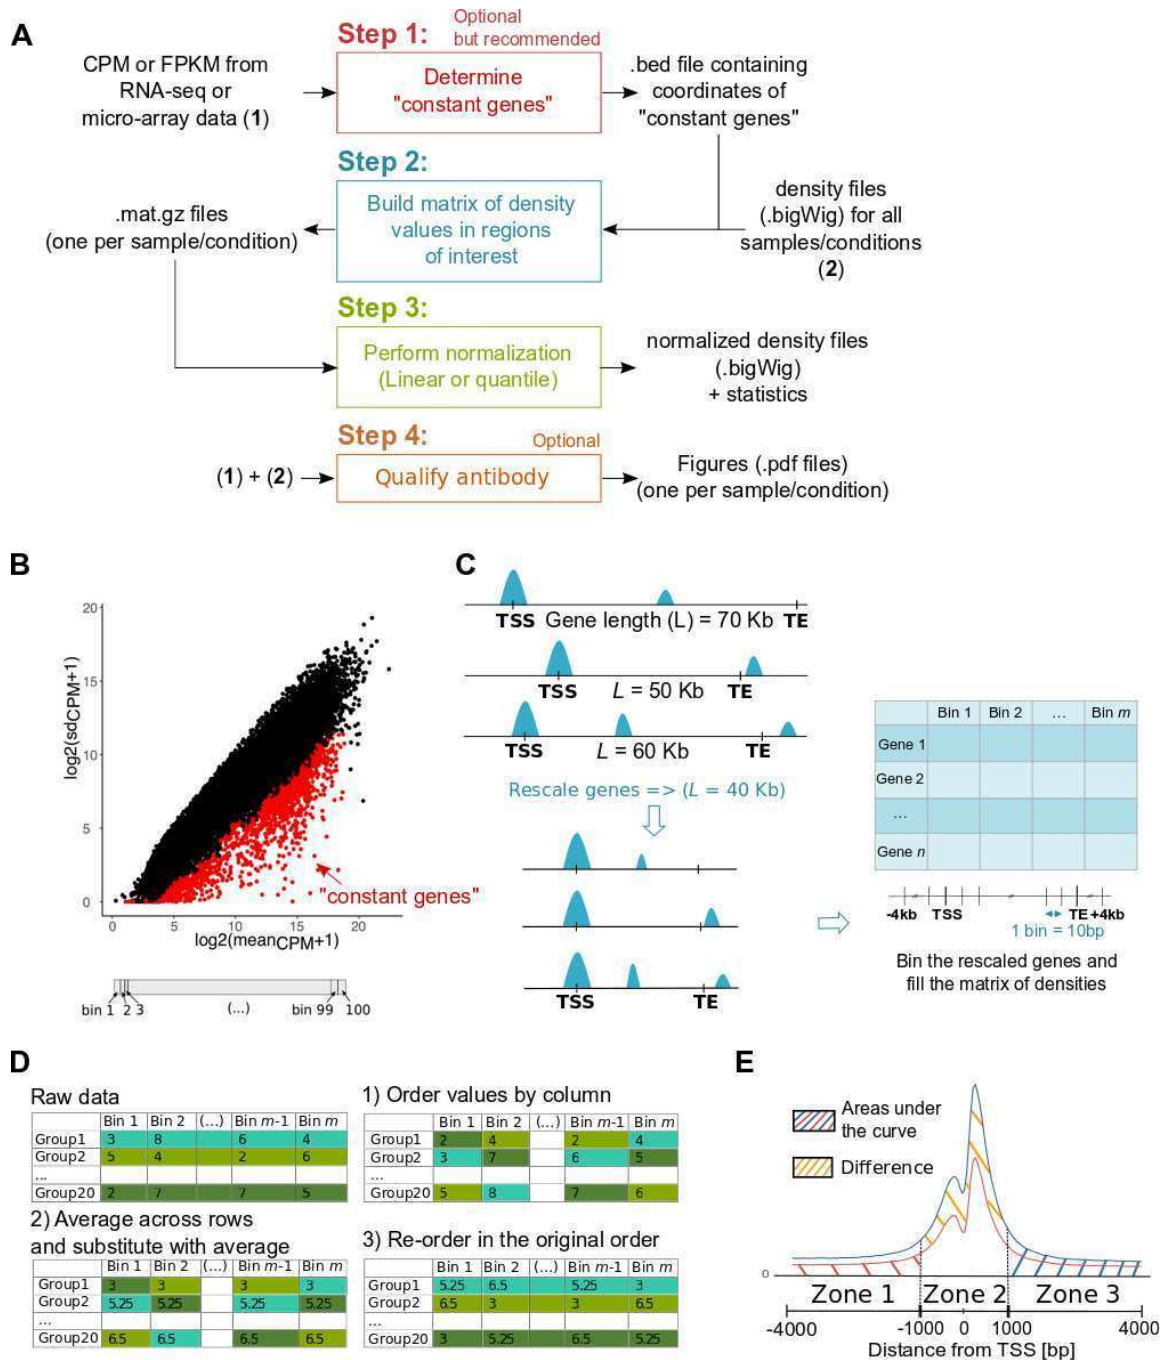 A
Step 1:
Optional
but recommended
CPM or FPKM from
RNA-seq or
micro-array data (1)
Determine
"constant genes"
.bed file containing
coordinates of
"constant genes"
Step 2:
.mat.gz files
(one per sample/condition)
Build matrix of density
values in regions
of interest
density files
(.bigWig) for all
samples/conditions
(2)
Step 3:
Perform normalization
(Linear or quantile)
normalized density files
(.bigWig)
+ statistics
Step 4:
Optional
(1) + (2)
Qualify antibody
Figures (.pdf files)
(one per sample/condition)
B
log2(sdCPM+1)
20
15
10
5
0
"constant genes"
0 5 10 15 20
log2(meanCPM+1)
bin 1 2 3 (...) bin 99 100
C
TSS Gene length (L) = 70 Kb TE
TSS L = 50 Kb TE
TSS L = 60 Kb TE
Rescale genes => (L = 40 Kb)
TSS TE
Bin 1 Bin 2 ... Bin m
Gene 1
Gene 2
...
Gene n
-4kb TSS TE +4kb
1 bin = 10bp
Bin the rescaled genes and
fill the matrix of densities
D
Raw data
Bin 1 Bin 2 (...) Bin m-1 Bin m
Group1 3 8 6 4
Group2 5 4 2 6
...
Group20 2 7 7 5
1) Order values by column
Bin 1 Bin 2 (...) Bin m-1 Bin m
Group1 2 4 2 4
Group2 3 7 6 5
...
Group20 5 8 7 6
2) Average across rows
and substitute with average
Bin 1 Bin 2 (...) Bin m-1 Bin m
Group1 3 3 3 3
Group2 5.25 5.25 5.25 5.25
...
Group20 6.5 6.5 6.5 6.5
3) Re-order in the original order
Bin 1 Bin 2 (...) Bin m-1 Bin m
Group1 5.25 6.5 5.25 3
Group2 6.5 3 3 6.5
...
Group20 3 5.25 6.5 5.25
E
Areas under
the curve
Difference
0
Zone 1 Zone 2 Zone 3
-4000 -1000 0 1000 4000
Distance from TSS [bp]